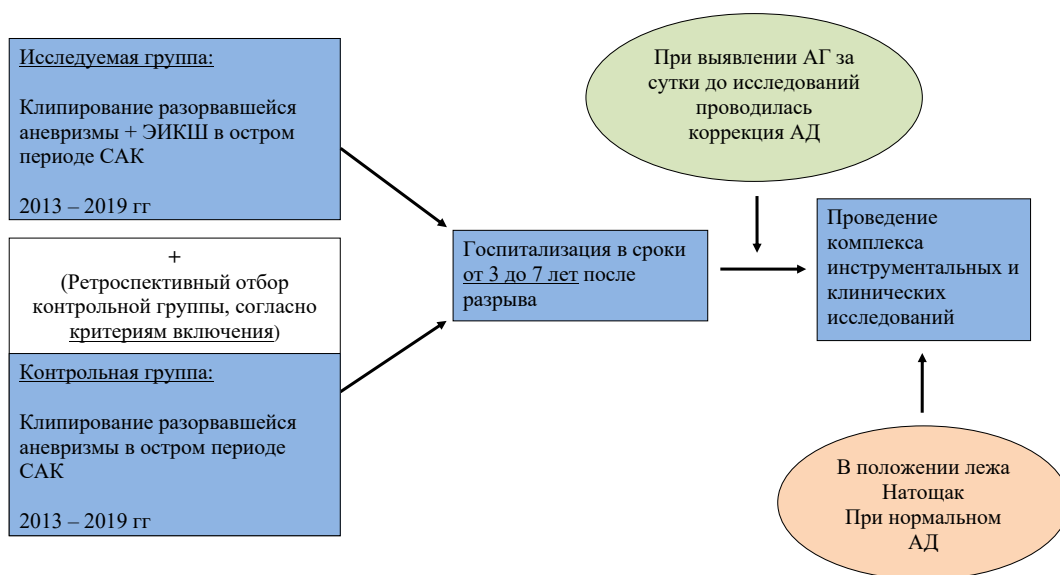 Исследуемая группа:
Клипирование разорвавшейся
аневризмы + ЭИКШ в остром
периоде САК
2013 – 2019 гг
+
(Ретроспективный отбор
контрольной группы, согласно
критериям включения)
Контрольная группа:
Клипирование разорвавшейся
аневризмы в остром периоде
САК
2013 – 2019 гг
Госпитализация в сроки
от 3 до 7 лет после
разрыва
При выявлении АГ за
сутки до исследований
проводилась
коррекция АД
Проведение
комплекса
инструментальных и
клинических
исследований
В положении лежа
Натощак
При нормальном
АД